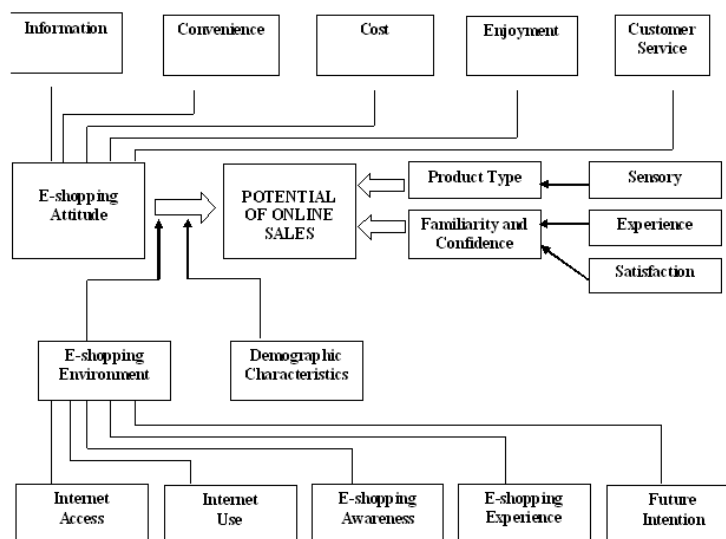 Information
Convenience
Cost
Enjoyment
Customer
Service
E-shopping
Attitude
POTENTIAL
OF ONLINE
SALES
Product Type
Sensory
Familiarity and
Confidence
Experience
Satisfaction
E-shopping
Environment
Demographic
Characteristics
Internet
Access
Internet
Use
E-shopping
Awareness
E-shopping
Experience
Future
Intention